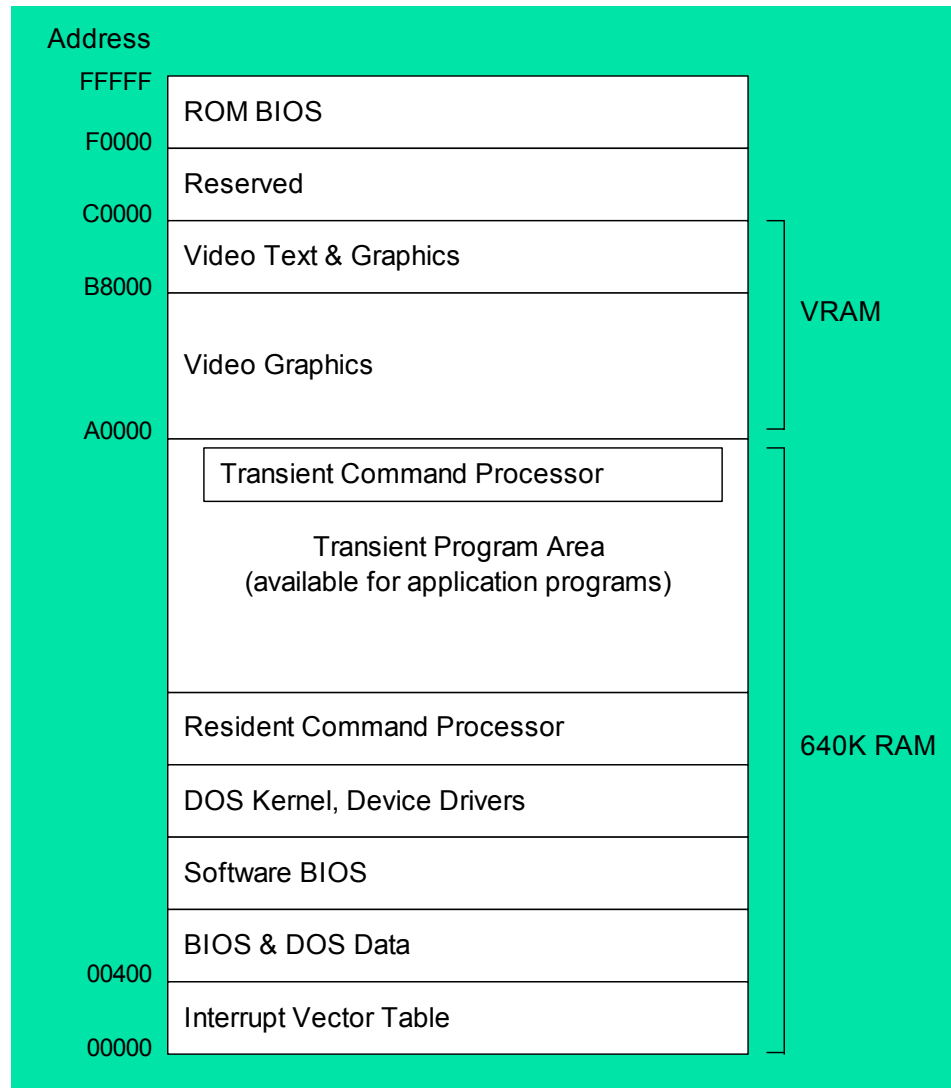 Address
FFFFF
ROM BIOS
F0000
Reserved
C0000
Video Text & Graphics
B8000
VRAM
Video Graphics
A0000
Transient Command Processor
Transient Program Area
(available for application programs)
Resident Command Processor
640K RAM
DOS Kernel, Device Drivers
Software BIOS
BIOS & DOS Data
00400
Interrupt Vector Table
00000